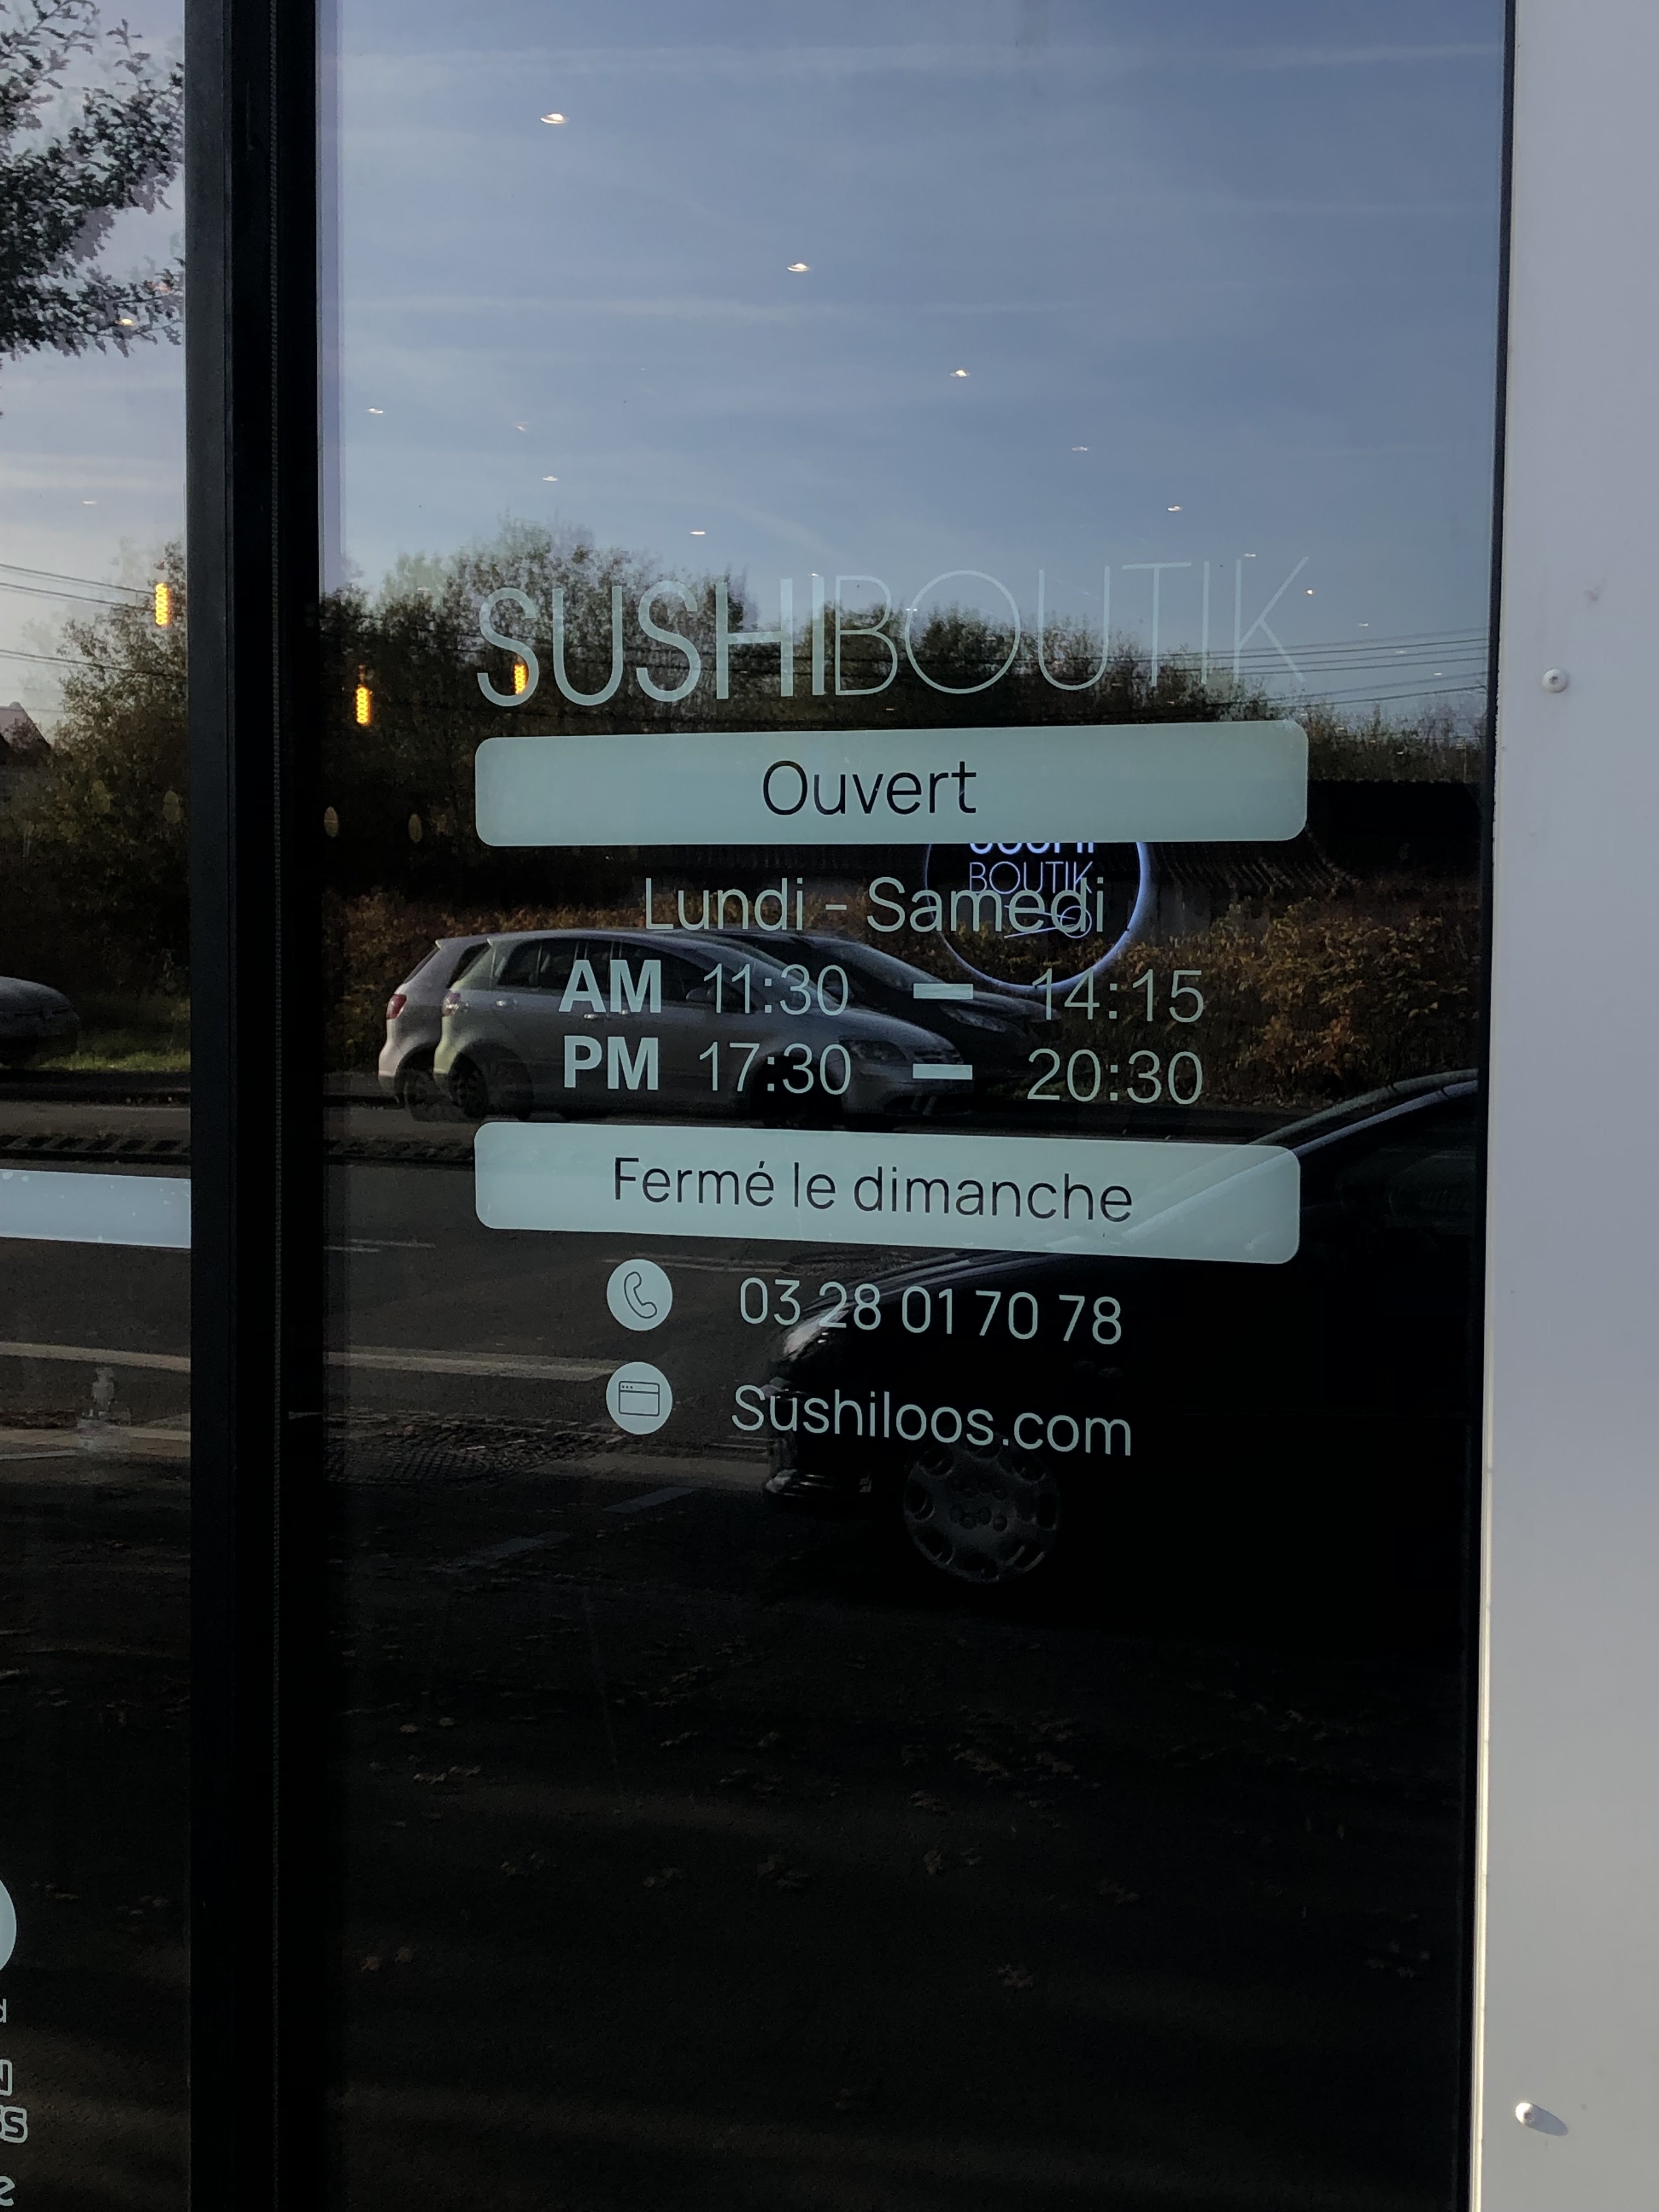 SUSHIBOUTIK
Ouvert
BOUTIK
Lundi - Samedi
AM 11:30 - 14:15
PM 17:30 - 20:30
Fermé le dimanche
03 28 01 70 78
Sushiloos.com